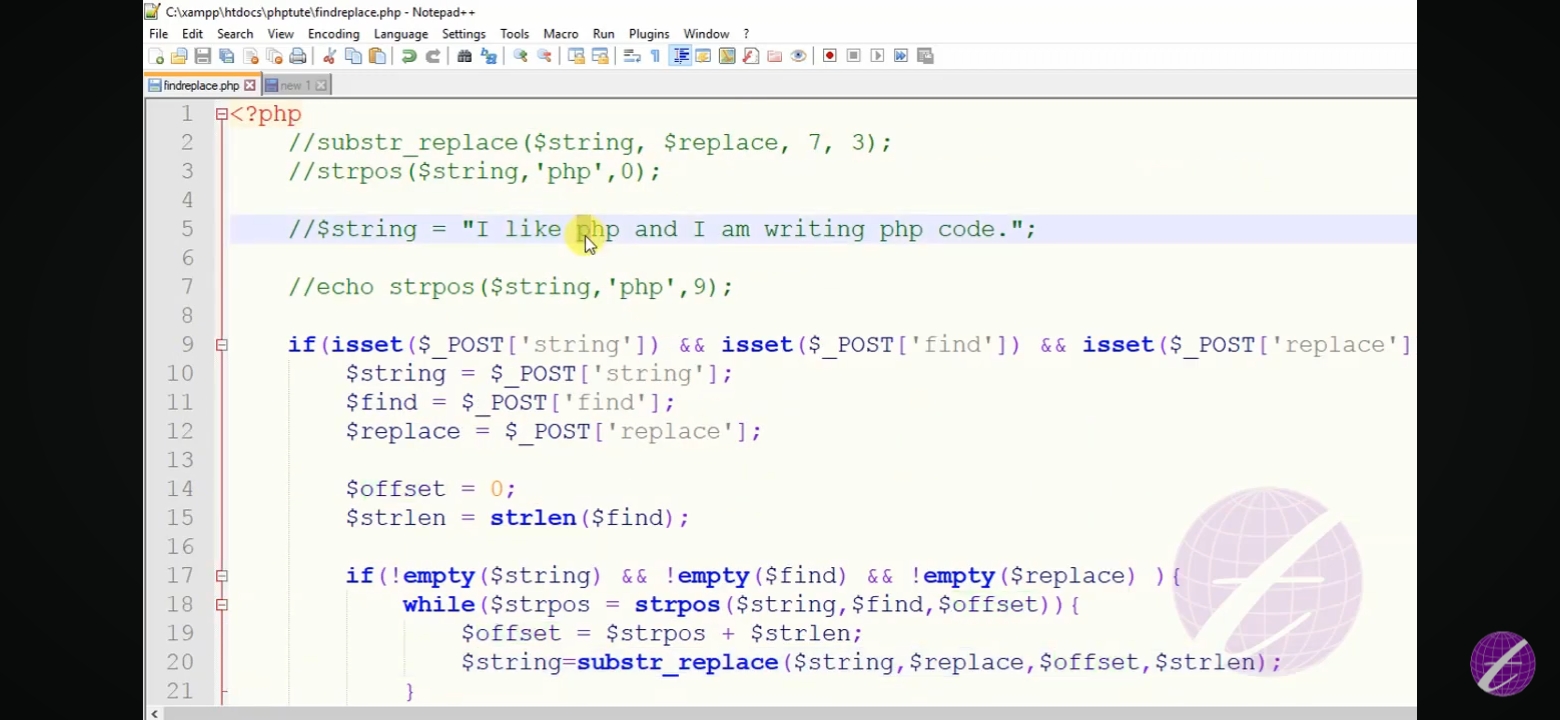 C:\xampp\htdocs\phptute\findreplace.php - Notepad++
File Edit Search View Encoding Language Settings Tools Macro Run Plugins Window ?
findreplace.php new 1
1 <?php
2 //substr_replace($string, $replace, 7, 3);
3 //strpos($string,'php',0);
4
5 //$string = "I like php and I am writing php code.";
6
7 //echo strpos($string,'php',9);
8
9 if(isset($_POST['string']) && isset($_POST['find']) && isset($_POST['replace']
10 $string = $_POST['string'];
11 $find = $_POST['find'];
12 $replace = $_POST['replace'];
13
14 $offset = 0;
15 $strlen = strlen($find);
16
17 if(!empty($string) && !empty($find) && !empty($replace) ){
18 while($strpos = strpos($string,$find,$offset)){
19 $offset = $strpos + $strlen;
20 $string=substr_replace($string,$replace,$offset,$strlen);
21 }